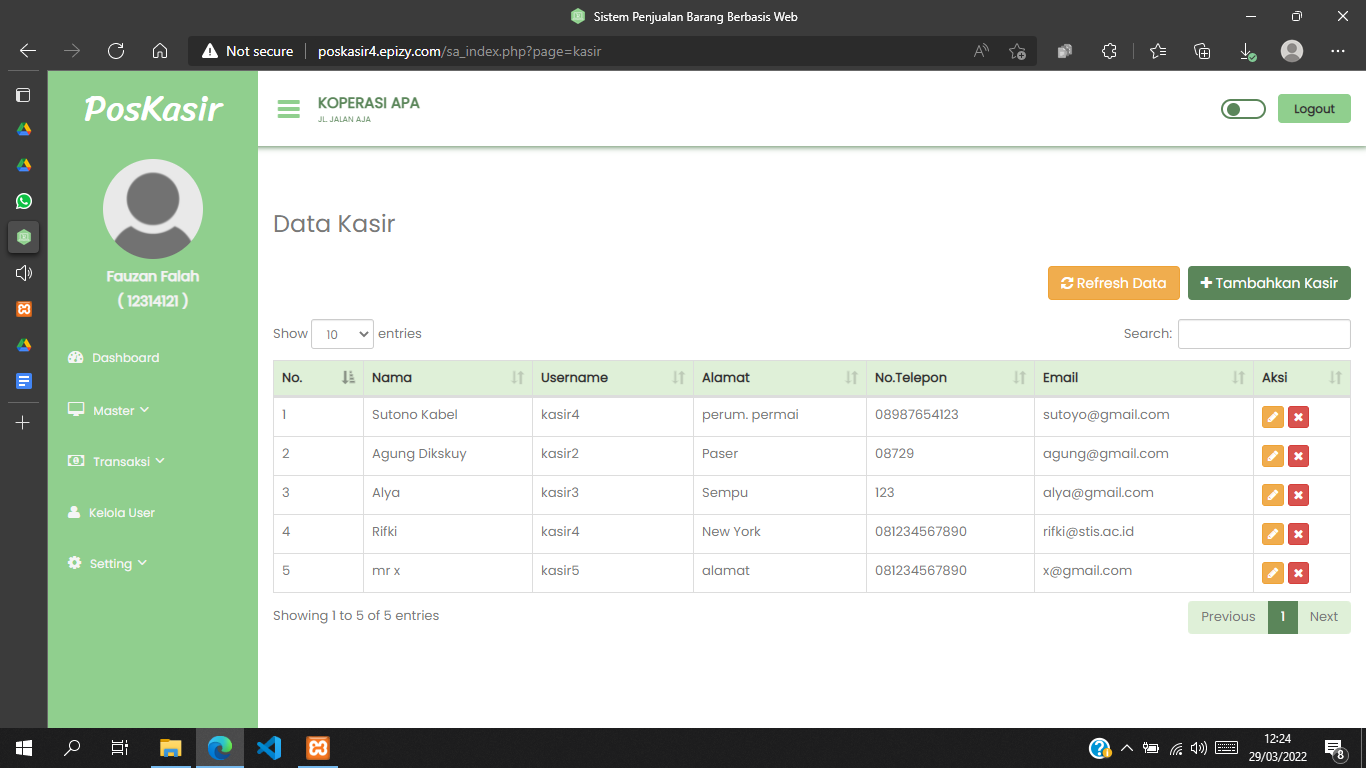 Sistem Penjualan Barang Berbasis Web
Not secure poskasir4.epizy.com/sa_index.php?page=kasir
PosKasir
KOPERASI APA
JL. JALAN AJA
Logout
Fauzan Falah
( 12314121 )
Dashboard
Master
Transaksi
Kelola User
Setting
Data Kasir
Refresh Data
Tambahkan Kasir
Show 10 entries
Search:
No. Nama Username Alamat No.Telepon Email Aksi
1 Sutono Kabel kasir4 perum. permai 08987654123 sutoyo@gmail.com
2 Agung Dikskuy kasir2 Paser 08729 agung@gmail.com
3 Alya kasir3 Sempu 123 alya@gmail.com
4 Rifki kasir4 New York 081234567890 rifki@stis.ac.id
5 mr x kasir5 alamat 081234567890 x@gmail.com
Showing 1 to 5 of 5 entries
Previous 1 Next
12:24
29/03/2022
8